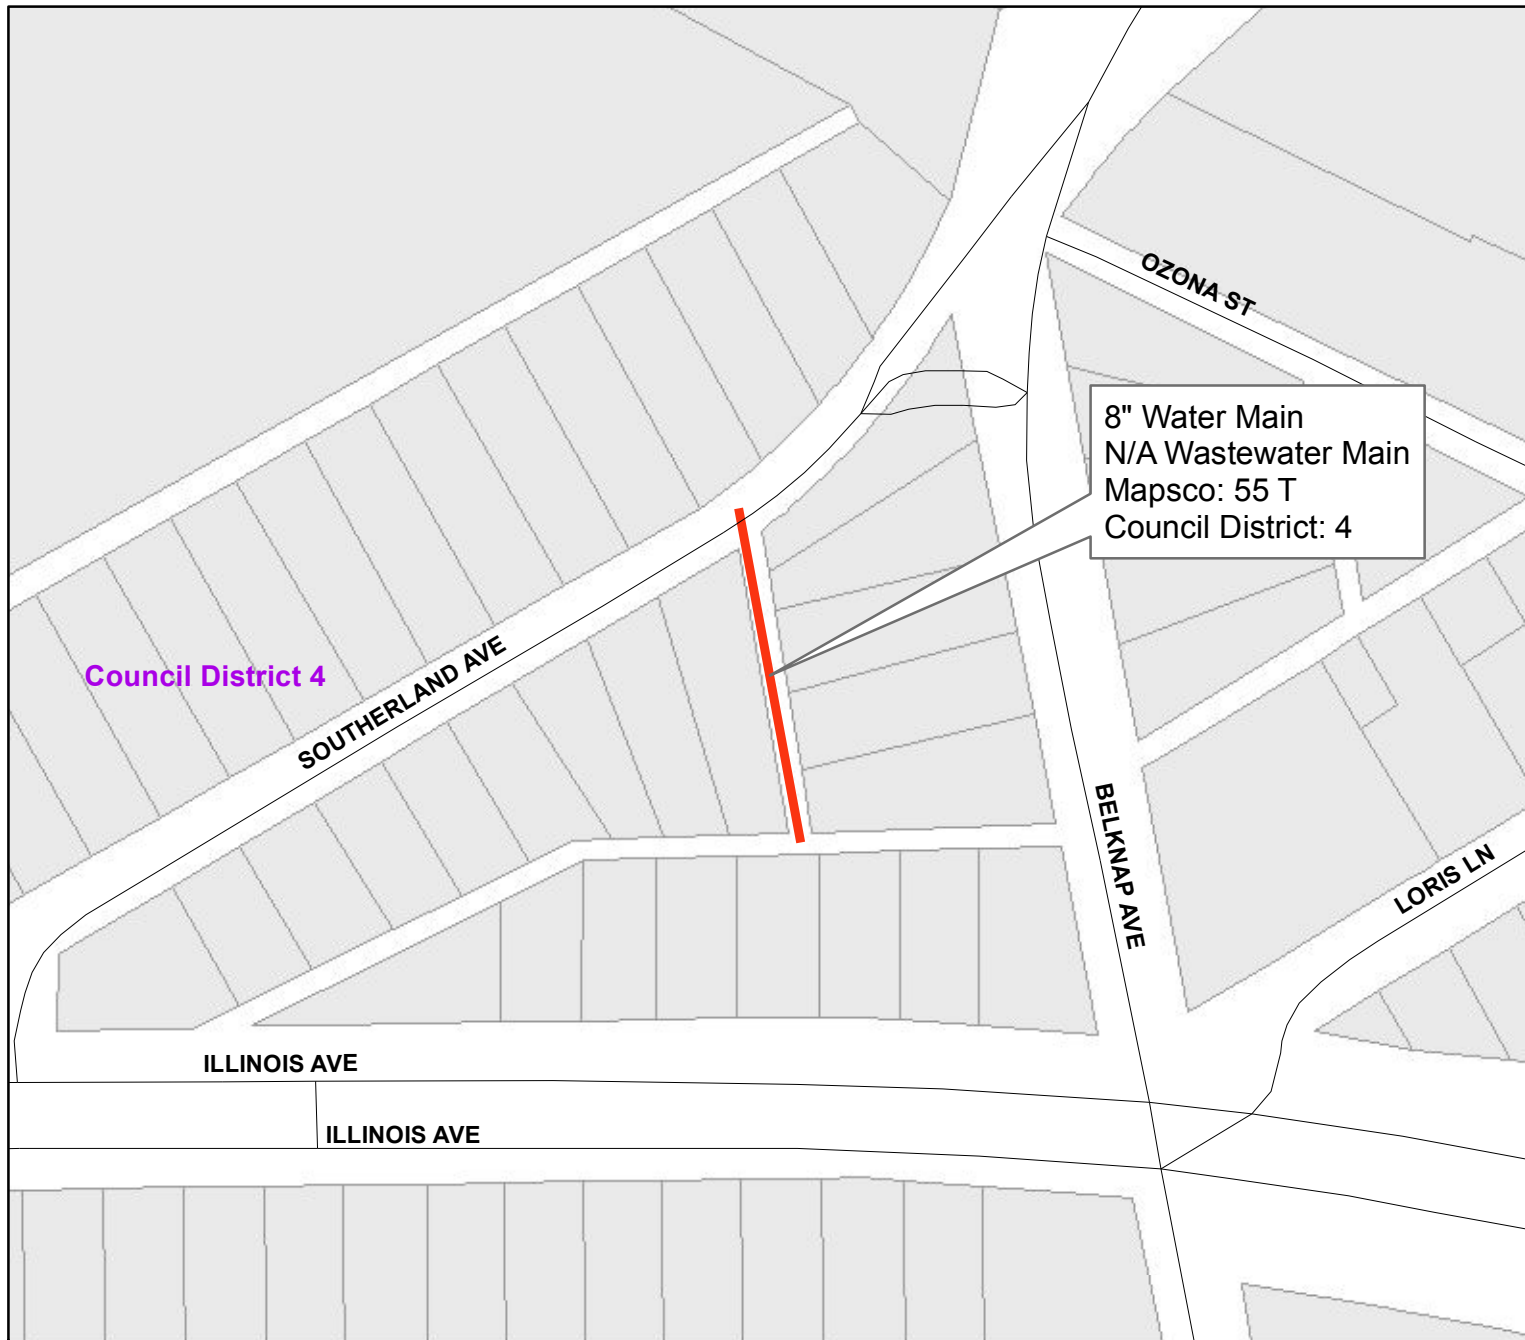 OZONA ST
8" Water Main
N/A Wastewater Main
Mapsco: 55 T
Council District: 4
Council District 4
SOUTHERLAND AVE
BELKNAP AVE
LORIS LN
ILLINOIS AVE
ILLINOIS AVE